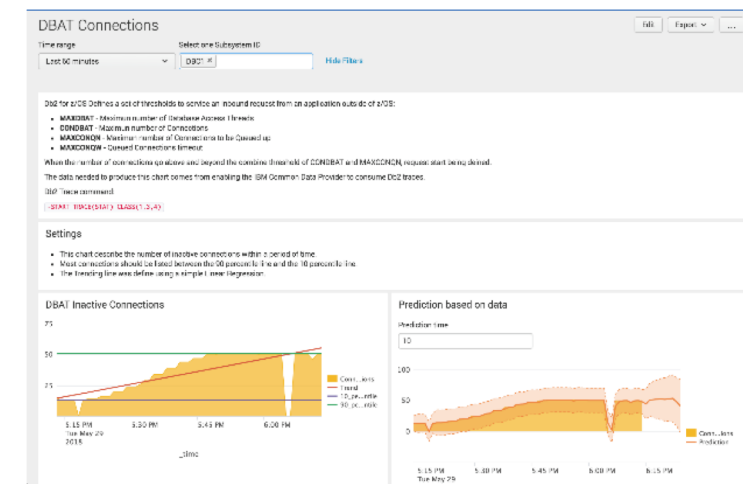 DBAT Connections
Edit Export ...
Time range Select one Subsystem ID
Last 60 minutes DBC1 × Hide Filters
Db2 for z/OS Defines a set of thresholds to service an inbound request from an application outside of z/OS:
MAXDBAT - Maximum number of Database Access Threads
CONDBAT - Maximum number of Connections
MAXCONQN - Maximum number of Connections to be Queued up
MAXCONQW - Queued Connections timeout
When the number of connections go above and beyond the combine threshold of CONDBAT and MAXCONQN, request start being denied.
The data needed to produce this chart comes from enabling the IBM Common Data Provider to consume Db2 traces.
Db2 Trace command:
-START TRACE(STAT) CLASS(1,3,4)
Settings
This chart describe the number of inactive connections within a period of time.
Most connections should be listed between the 90 percentile line and the 10 percentile line
The Trending line was define using a simple Linear Regression.
DBAT Inactive Connections
75
50
25
Conn...ions
Trend
10_pe...ntile
90_pe...ntile
5:15 PM 5:30 PM 5:45 PM 6:00 PM
Tue May 29
2018
_time
Prediction based on data
Prediction time
10
100
50
0
Conn...ions
Prediction
5:15 PM 5:30 PM 5:45 PM 6:00 PM 6:15 PM
Tue May 29